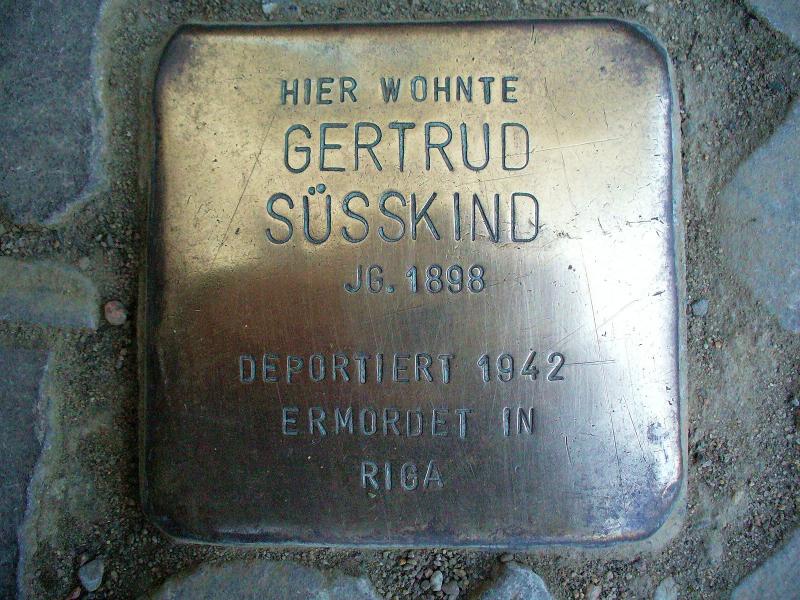 HIER WOHNTE
GERTRUD
SÜSSKIND
JG. 1898
DEPORTIERT 1942
ERMORDET IN
RIGA